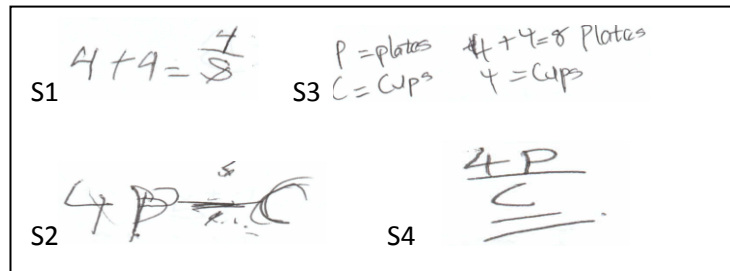 S1 4 + 4 = 4/8
S3 P = plates 4 + 4 = 8 Plates
C = Cups 4 = Cups
S2 4 P = C
S4 4P/C